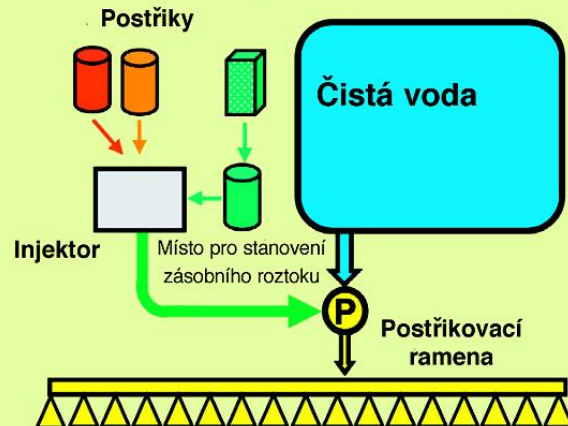 Postřiky
Čistá voda
Injektor
Místo pro stanovení
zásobního roztoku
P
Postřikovací
ramena